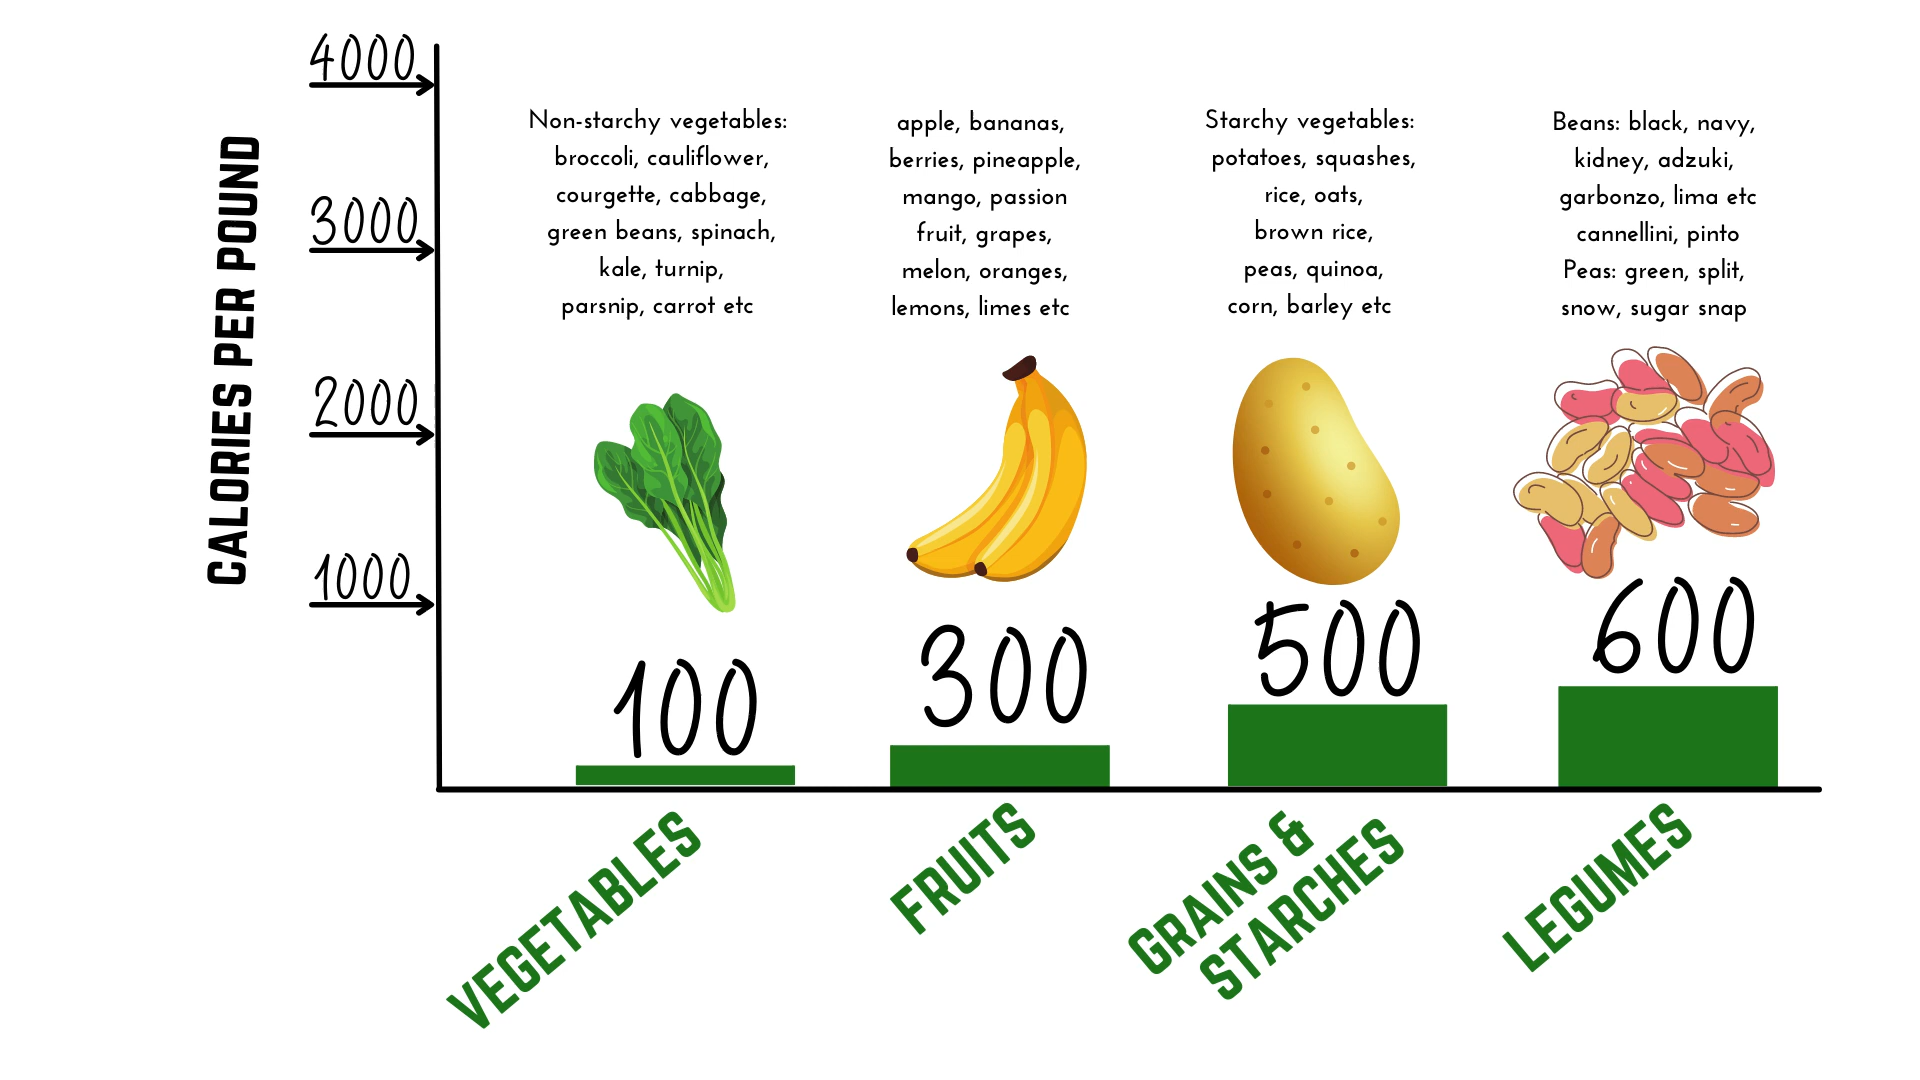 4000
3000
2000
1000
CALORIES PER POUND
Non-starchy vegetables:
broccoli, cauliflower,
courgette, cabbage,
green beans, spinach,
kale, turnip,
parsnip, carrot etc
apple, bananas,
berries, pineapple,
mango, passion
fruit, grapes,
melon, oranges,
lemons, limes etc
Starchy vegetables:
potatoes, squashes,
rice, oats,
brown rice,
peas, quinoa,
corn, barley etc
Beans: black, navy,
kidney, adzuki,
garbonzo, lima etc
cannellini, pinto
Peas: green, split,
snow, sugar snap
100
300
500
600
VEGETABLES
FRUITS
GRAINS &
STARCHES
LEGUMES